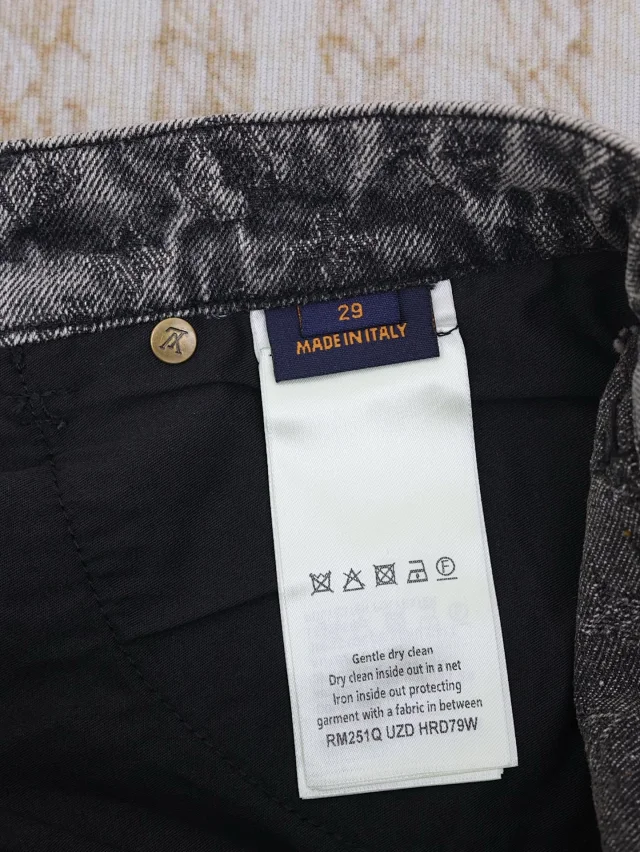 29
MADE IN ITALY
LV
F
Gentle dry clean
Dry clean inside out in a net
Iron inside out protecting
garment with a fabric in between
RM251Q UZD HRD79W